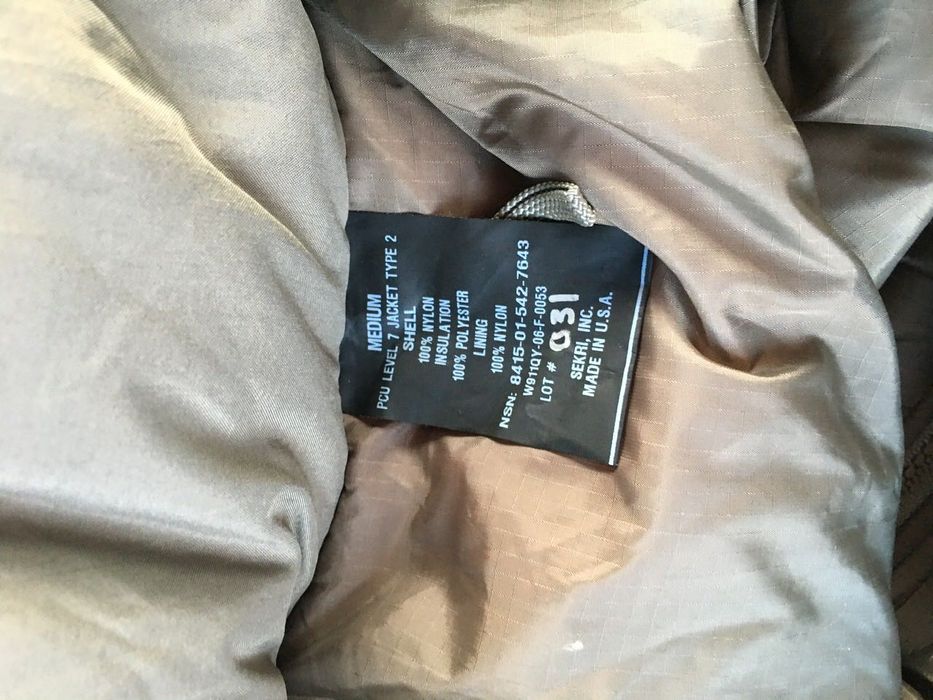 MEDIUM
PCU LEVEL 7 JACKET TYPE 2
SHELL
100% NYLON
INSULATION
100% POLYESTER
LINING
100% NYLON
NSN: 8415-01-542-7643
W911QY-06-F-0053
LOT # 031
SEKRI, INC.
MADE IN U.S.A.